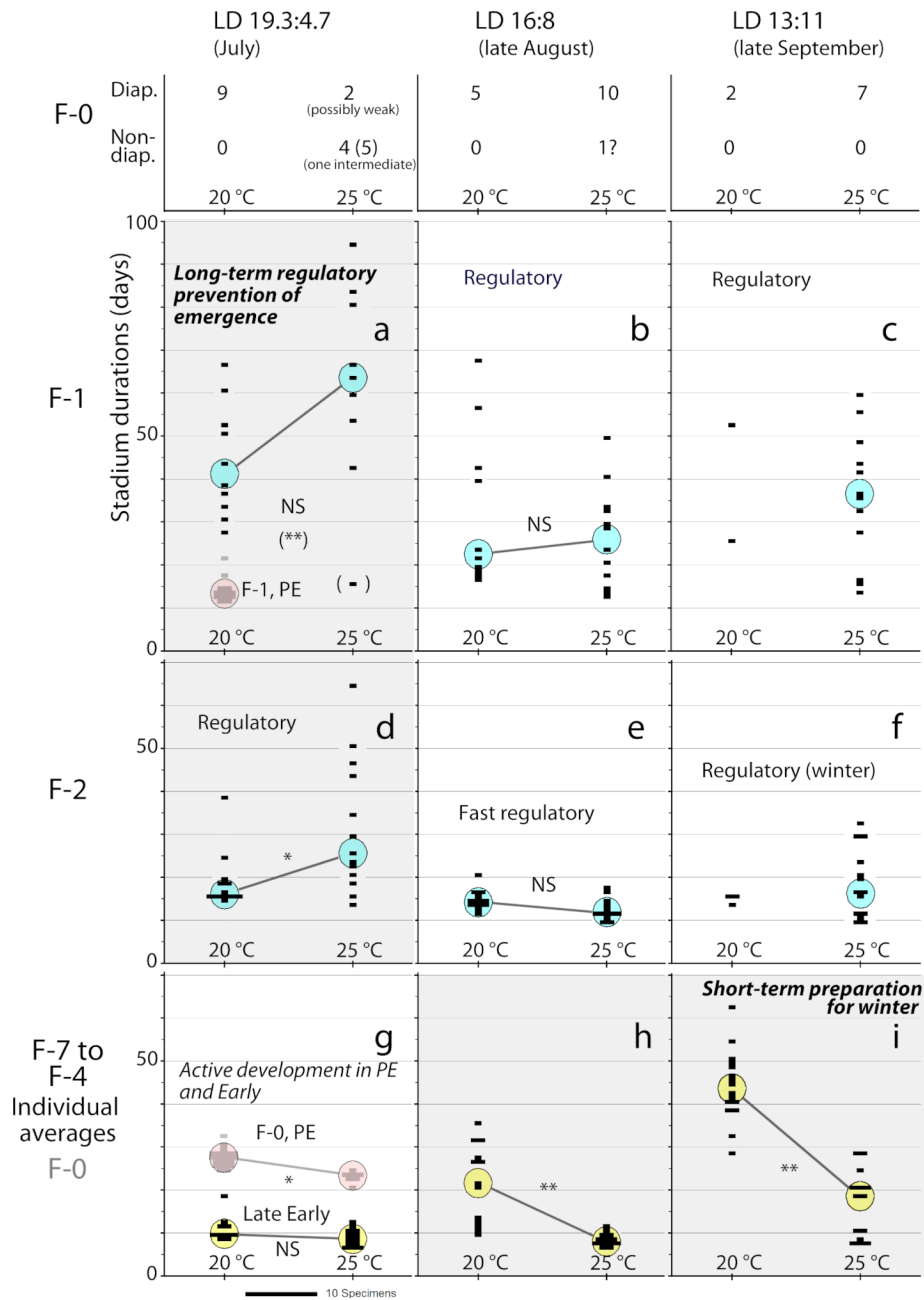 LD 19.3:4.7 LD 16:8 LD 13:11
(July) (late August) (late September)
F-0
Diap. 9 2 5 10 2 7
(possibly weak)
Non-
diap. 0 4 (5) 0 1? 0 0
(one intermediate)
20 °C 25 °C 20 °C 25 °C 20 °C 25 °C
F-1
Stadium durations (days)
100
50
0
Long-term regulatory
prevention of
emergence
a
NS
(**)
F-1, PE
( )
20 °C 25 °C
Regulatory
b
NS
20 °C 25 °C
Regulatory
c
20 °C 25 °C
F-2
50
0
Regulatory
d
*
20 °C 25 °C
e
Fast regulatory
NS
20 °C 25 °C
f
Regulatory (winter)
20 °C 25 °C
F-7 to
F-4
Individual
averages
F-0
50
0
g
Active development in PE
and Early
F-0, PE
*
Late Early
NS
20 °C 25 °C
h
**
20 °C 25 °C
Short-term preparation
for winter
i
**
20 °C 25 °C
10 Specimens